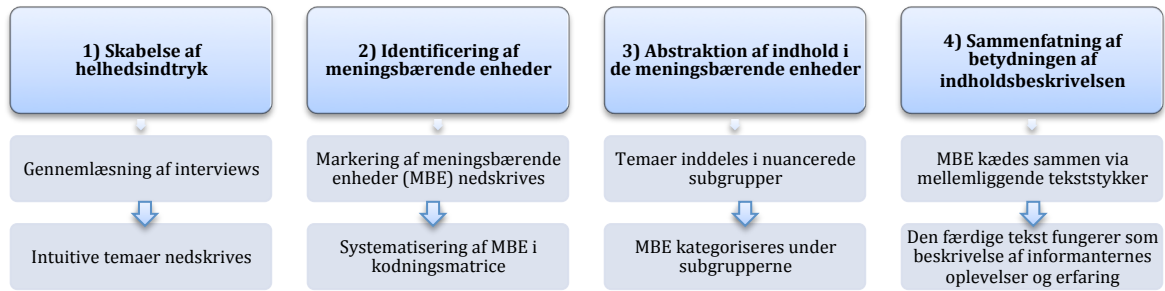 1) Skabelse af
helhedsindtryk
Gennemlæsning af interviews
Intuitive temaer nedskrives
2) Identificering af
meningsbærende enheder
Markering af meningsbærende
enheder (MBE) nedskrives
Systematisering af MBE i
kodningsmatrice
3) Abstraktion af indhold i
de meningsbærende enheder
Temaer inddeles i nuancerede
subgrupper
MBE kategoriseres under
subgrupperne
4) Sammenfatning af
betydningen af
indholdsbeskrivelsen
MBE kædes sammen via
mellemliggende tekststykker
Den færdige tekst fungerer som
beskrivelse af informanternes
oplevelser og erfaring